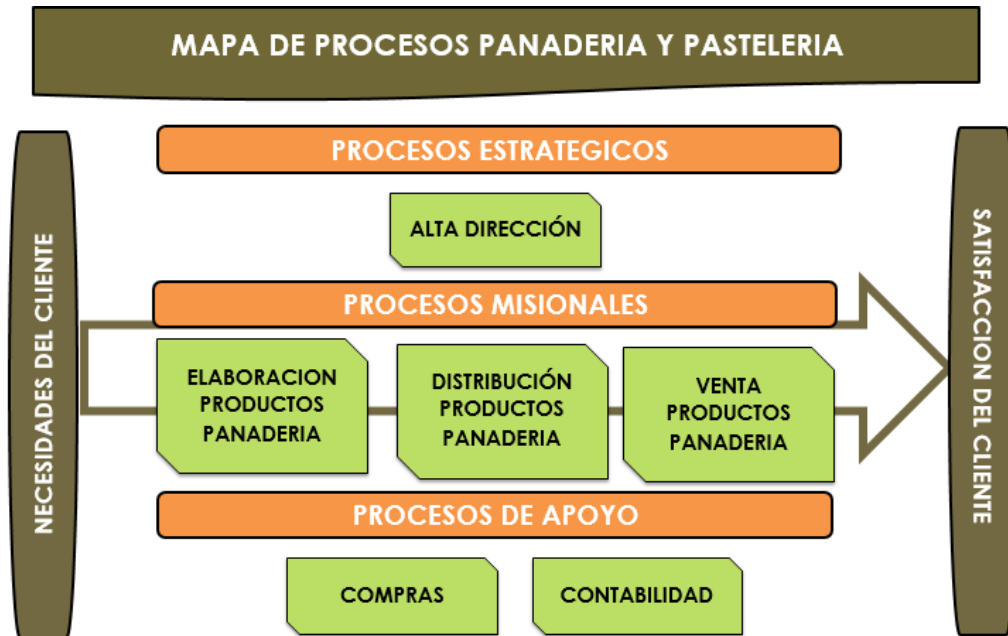 MAPA DE PROCESOS PANADERIA Y PASTELERIA
NECESIDADES DEL CLIENTE
PROCESOS ESTRATEGICOS
ALTA DIRECCIÓN
PROCESOS MISIONALES
ELABORACION
PRODUCTOS
PANADERIA
DISTRIBUCIÓN
PRODUCTOS
PANADERIA
VENTA
PRODUCTOS
PANADERIA
PROCESOS DE APOYO
COMPRAS
CONTABILIDAD
SATISFACCION DEL CLIENTE